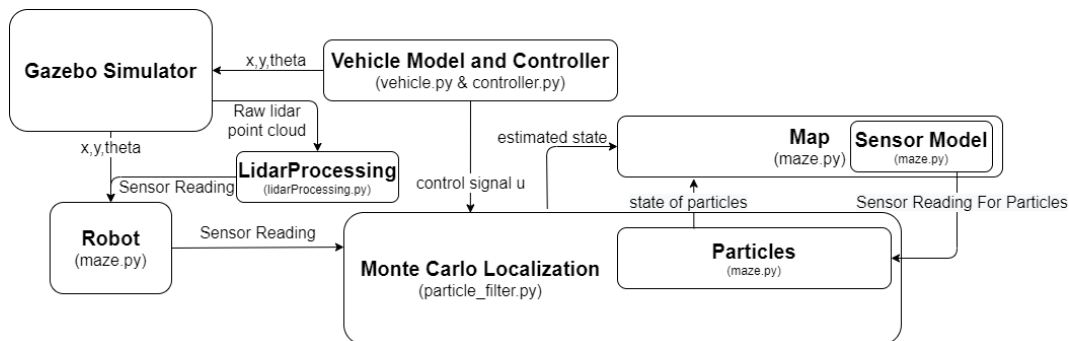 Gazebo Simulator
x,y,theta
Vehicle Model and Controller
(vehicle.py & controller.py)
Raw lidar
point cloud
x,y,theta
LidarProcessing
(lidarProcessing.py)
Sensor Reading
control signal u
estimated state
Map
(maze.py)
Sensor Model
(maze.py)
state of particles
Sensor Reading For Particles
Robot
(maze.py)
Sensor Reading
Monte Carlo Localization
(particle_filter.py)
Particles
(maze.py)